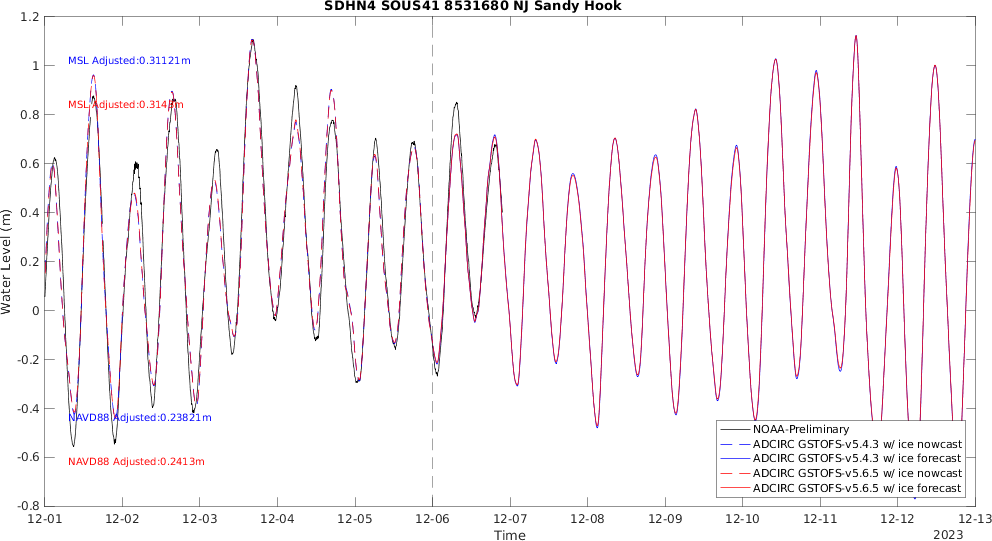 SDHN4 SOUS41 8531680 NJ Sandy Hook
1.2
1
0.8
0.6
0.4
0.2
0
-0.2
-0.4
-0.6
-0.8
Water Level (m)
MSL Adjusted:0.31121m
MSL Adjusted:0.314 m
NAVD88 Adjusted:0.23821m
NAVD88 Adjusted:0.2413m
NOAA-Preliminary
ADCIRC GSTOFS-v5.4.3 w/ ice nowcast
ADCIRC GSTOFS-v5.4.3 w/ ice forecast
ADCIRC GSTOFS-v5.6.5 w/ ice nowcast
ADCIRC GSTOFS-v5.6.5 w/ ice forecast
12-01 12-02 12-03 12-04 12-05 12-06 12-07 12-08 12-09 12-10 12-11 12-12 12-13
Time
2023